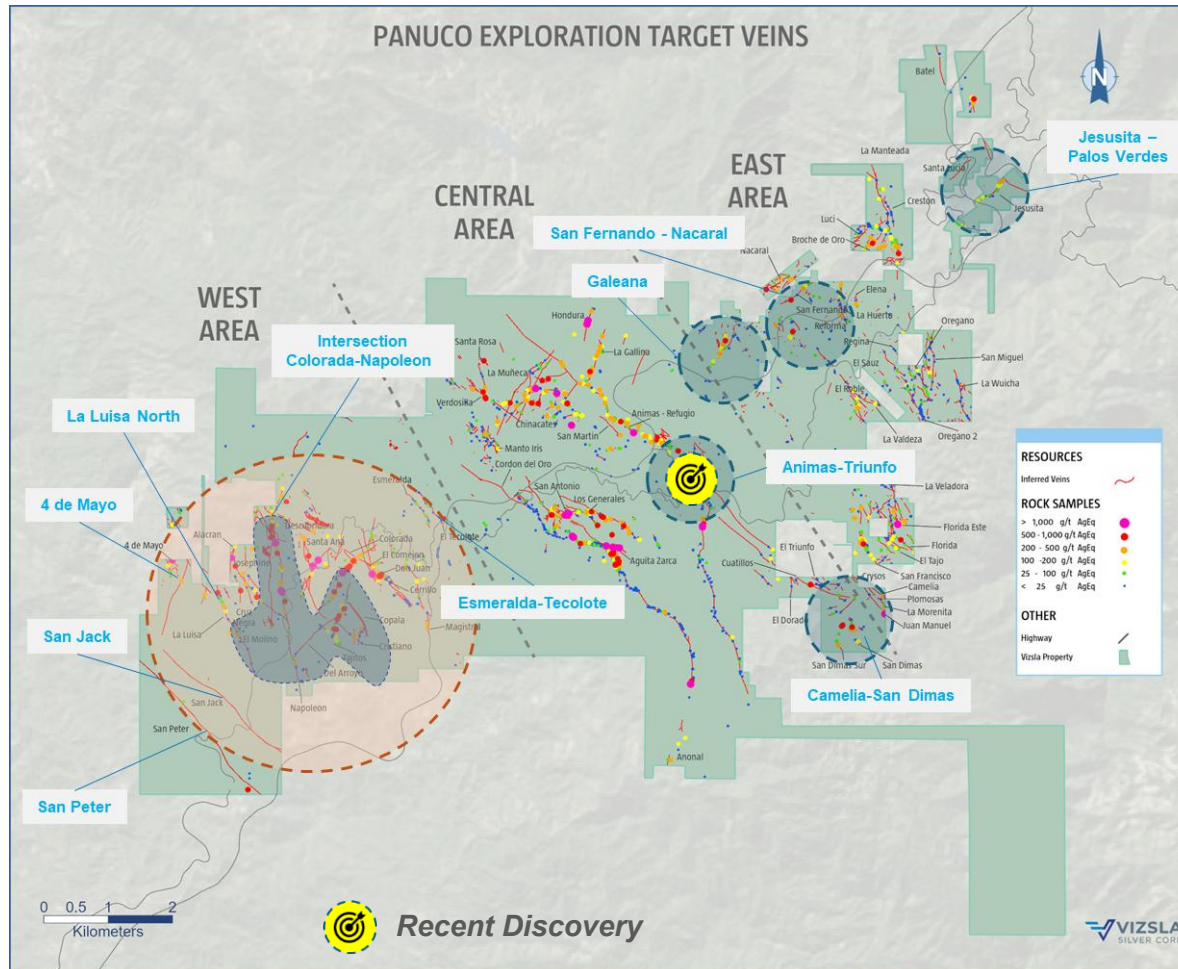 PANUCO EXPLORATION TARGET VEINS
Batel
N
Jesusita –
Palos Verdes
La Manteada
EAST
AREA
Santa Lucia
Jesusita
Creston
CENTRAL
AREA
Luci
San Fernando - Nacaral
Broche de Oro
Nacaral
Galeana
WEST
AREA
Elena
San Fernando
La Huerta
Reforma
Hondura
Oregano
Intersection
Colorada-Napoleon
Santa Rosa
La Gallina
Regina
San Miguel
La Muñeca
El Sauz
La Luisa North
Verdosilla
El Roble
La Wuicha
Chinacates
Animas - Refugio
San Martin
La Valdeza
Oregano 2
Manto Iris
Cordon del Oro
RESOURCES
Inferred Veins
Animas-Triunfo
4 de Mayo
Esmeralda
San Antonio
Los Generales
La Veladora
ROCK SAMPLES
> 1,000 g/t AgEq
500-1,000 g/t AgEq
200 - 500 g/t AgEq
100 -200 g/t AgEq
25 - 100 g/t AgEq
< 25 g/t AgEq
Descubridora
Alacran
Santa Ana
Colorada
El Tecolote
Florida Este
4 de Mayo
El Cornejon
Florida
Josephine
Don Juan
Aguita Zarca
El Triunfo
El Tajo
Cuatillos
Cerrillo
San Francisco
Camelia
Plomosas
Esmeralda-Tecolote
La Morenita
Juan Manuel
OTHER
Highway
Vizsla Property
Cruz
Negra
Copala
El Dorado
San Jack
La Luisa
El Molino
Cristiano
Magistral
Tajitos
San Dimas Sur
San Dimas
Del Arroyo
Camelia-San Dimas
San Jack
Napoleon
San Peter
Anonal
San Peter
0 0.5 1 2
Kilometers
Recent Discovery
VIZSLA
SILVER CORP